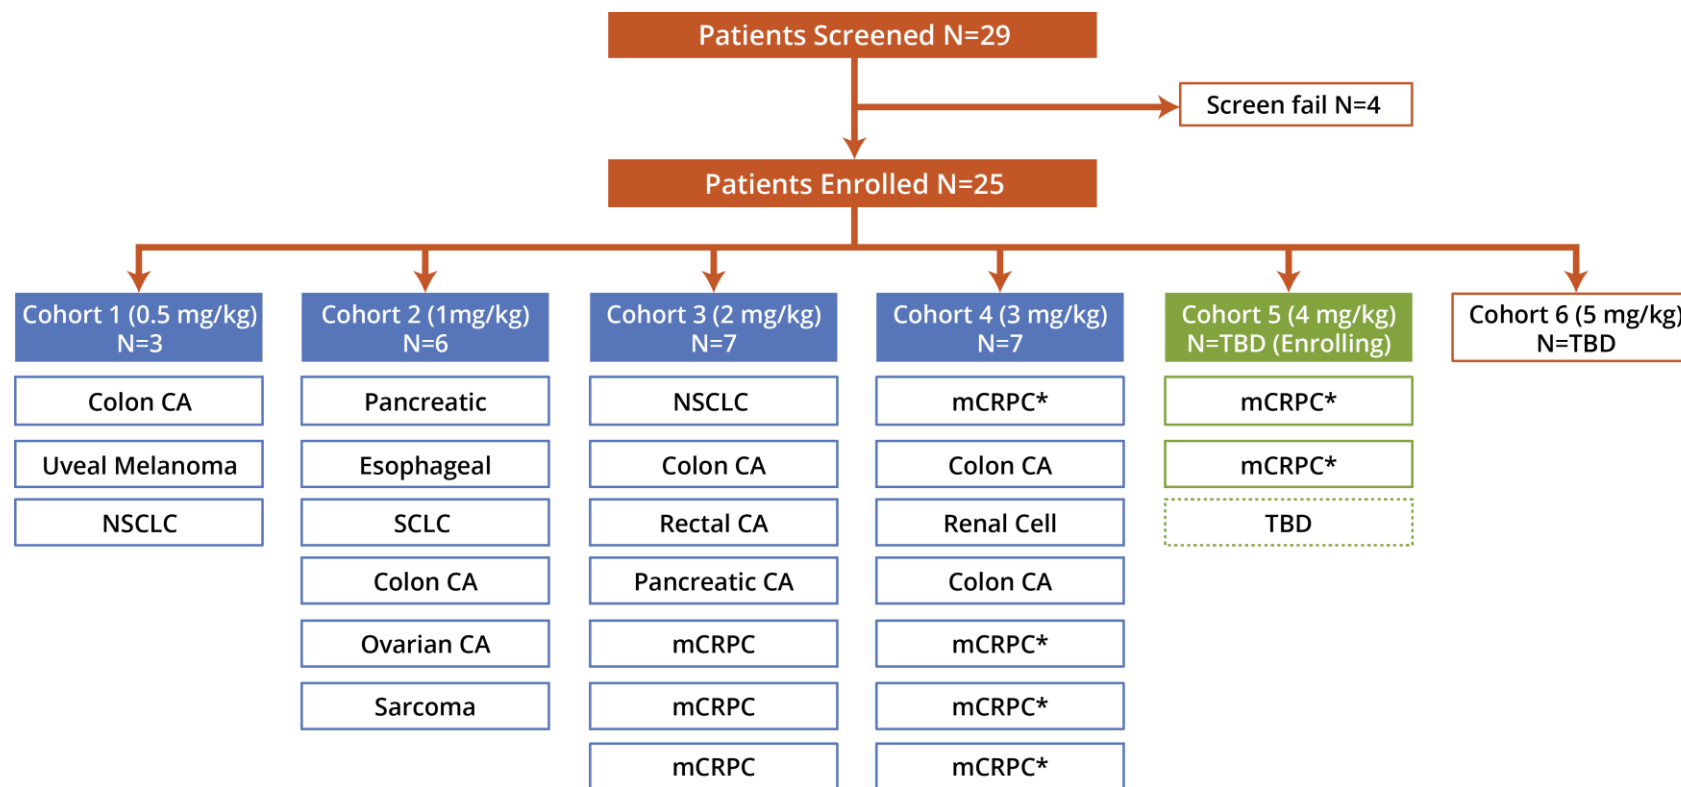 Patients Screened N=29
Screen fail N=4
Patients Enrolled N=25
Cohort 1 (0.5 mg/kg)
N=3
Colon CA
Uveal Melanoma
NSCLC
Cohort 2 (1mg/kg)
N=6
Pancreatic
Esophageal
SCLC
Colon CA
Ovarian CA
Sarcoma
Cohort 3 (2 mg/kg)
N=7
NSCLC
Colon CA
Rectal CA
Pancreatic CA
mCRPC
mCRPC
mCRPC
Cohort 4 (3 mg/kg)
N=7
mCRPC*
Colon CA
Renal Cell
Colon CA
mCRPC*
mCRPC*
mCRPC*
Cohort 5 (4 mg/kg)
N=TBD (Enrolling)
mCRPC*
mCRPC*
TBD
Cohort 6 (5 mg/kg)
N=TBD